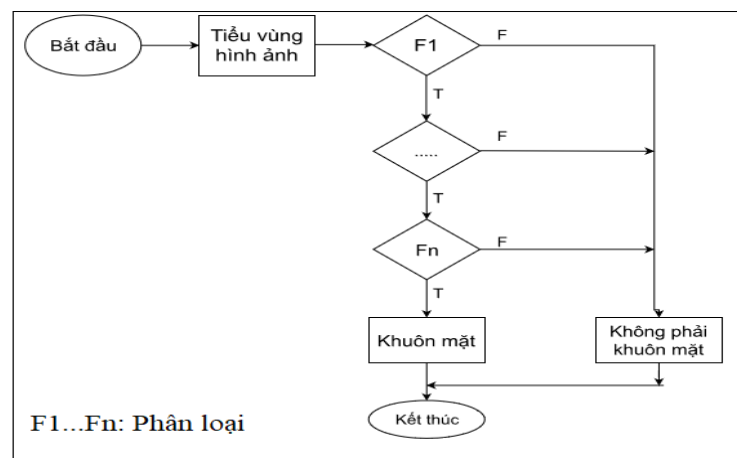 Bắt đầu
Tiểu vùng
hình ảnh
F1
F
T
.....
F
T
Fn
F
T
Khuôn mặt
Không phải
khuôn mặt
Kết thúc
F1...Fn: Phân loại